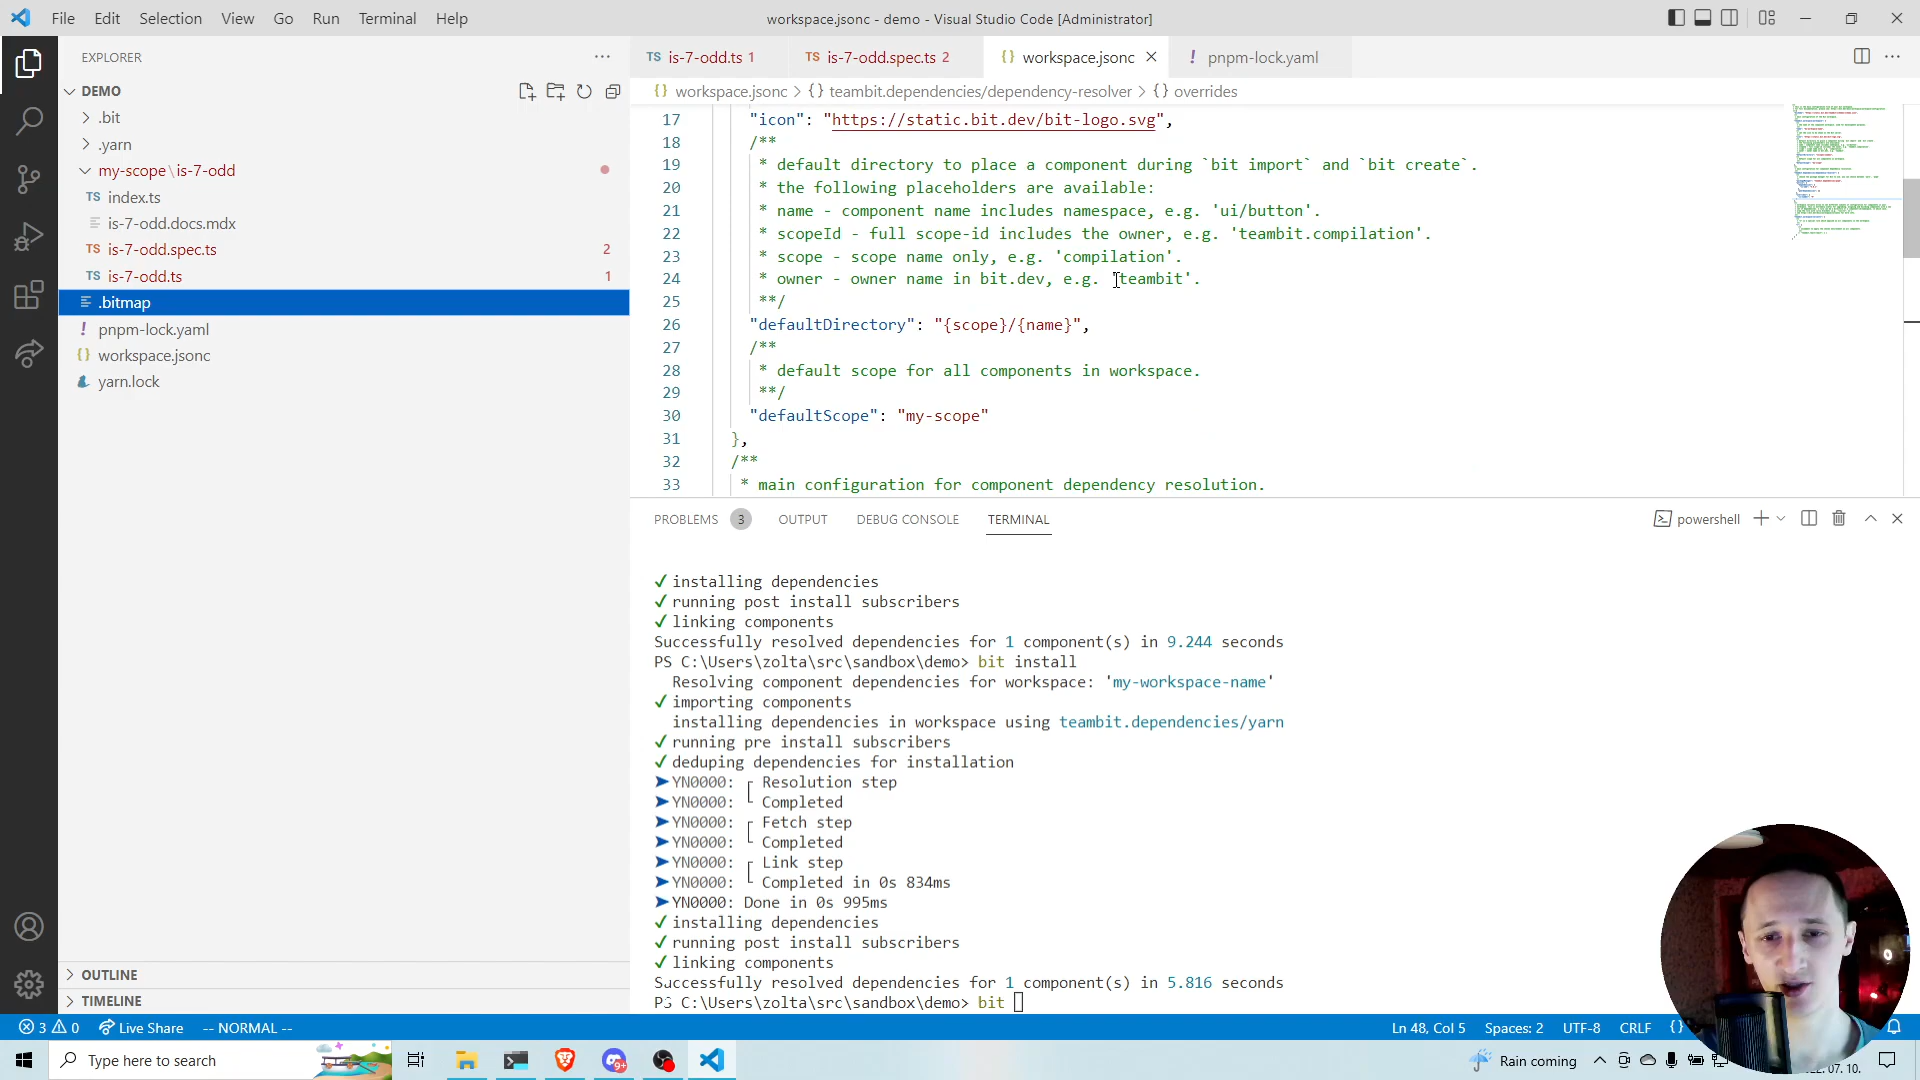 File Edit Selection View Go Run Terminal Help
workspace.jsonc - demo - Visual Studio Code [Administrator]
EXPLORER
DEMO
.bit
.yarn
my-scope\is-7-odd
TS index.ts
is-7-odd.docs.mdx
TS is-7-odd.spec.ts 2
TS is-7-odd.ts 1
.bitmap
! pnpm-lock.yaml
{} workspace.jsonc
yarn.lock
OUTLINE
TIMELINE
TS is-7-odd.ts 1
TS is-7-odd.spec.ts 2
{} workspace.jsonc
! pnpm-lock.yaml
{} workspace.jsonc > {} teambit.dependencies/dependency-resolver > {} overrides
17 "icon": "https://static.bit.dev/bit-logo.svg",
18 /**
19 * default directory to place a component during `bit import` and `bit create`.
20 * the following placeholders are available:
21 * name - component name includes namespace, e.g. 'ui/button'.
22 * scopeId - full scope-id includes the owner, e.g. 'teambit.compilation'.
23 * scope - scope name only, e.g. 'compilation'.
24 * owner - owner name in bit.dev, e.g. 'teambit'.
25 **/
26 "defaultDirectory": "{scope}/{name}",
27 /**
28 * default scope for all components in workspace.
29 **/
30 "defaultScope": "my-scope"
31 },
32 /**
33 * main configuration for component dependency resolution.
PROBLEMS 3 OUTPUT DEBUG CONSOLE TERMINAL
powershell
✓ installing dependencies
✓ running post install subscribers
✓ linking components
Successfully resolved dependencies for 1 component(s) in 9.244 seconds
PS C:\Users\zolta\src\sandbox\demo> bit install
Resolving component dependencies for workspace: 'my-workspace-name'
✓ importing components
installing dependencies in workspace using teambit.dependencies/yarn
✓ running pre install subscribers
✓ deduping dependencies for installation
➤ YN0000: ┌ Resolution step
➤ YN0000: └ Completed
➤ YN0000: ┌ Fetch step
➤ YN0000: └ Completed
➤ YN0000: ┌ Link step
➤ YN0000: └ Completed in 0s 834ms
➤ YN0000: Done in 0s 995ms
✓ installing dependencies
✓ running post install subscribers
✓ linking components
Successfully resolved dependencies for 1 component(s) in 5.816 seconds
PS C:\Users\zolta\src\sandbox\demo> bit
3 0 Live Share -- NORMAL --
Ln 48, Col 5 Spaces: 2 UTF-8 CRLF {}
Type here to search
9+
Rain coming
07. 10.